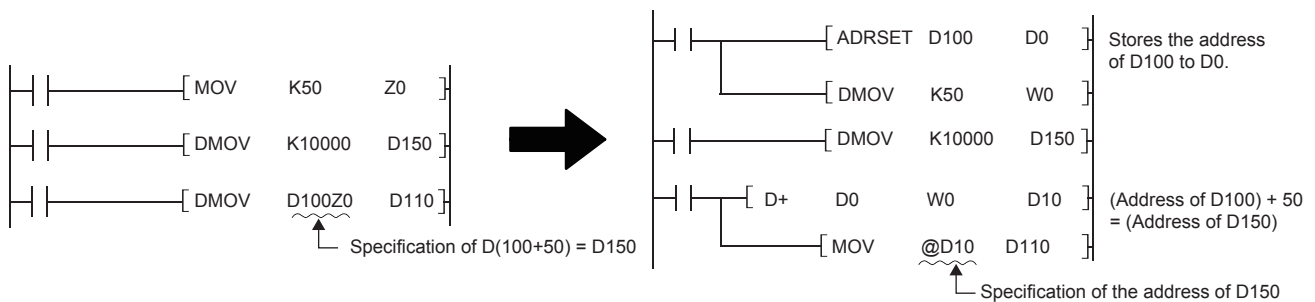 MOV K50 Z0
DMOV K10000 D150
DMOV D100Z0 D110
Specification of D(100+50) = D150
ADRSET D100 D0
Stores the address
of D100 to D0.
DMOV K50 W0
DMOV K10000 D150
D+ D0 W0 D10
(Address of D100) + 50
= (Address of D150)
MOV @D10 D110
Specification of the address of D150